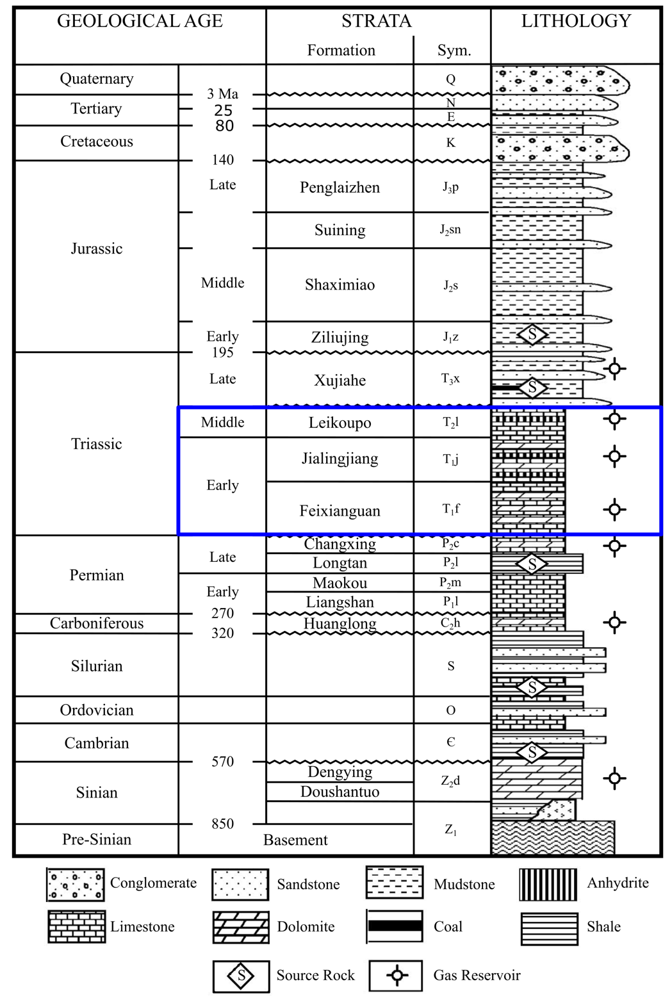 GEOLOGICAL AGE STRATA LITHOLOGY
Formation Sym.
Quaternary Q
3 Ma
Tertiary N
25
E
80
Cretaceous K
140
Late Penglaizhen J₃p
Suining J₂sn
Jurassic
Middle Shaximiao J₂s
Early Ziliujing J₁z S
195
Late Xujiahe T₃x S
Middle Leikoupo T₂l
Triassic
Jialingjiang T₁j
Early
Feixianguan T₁f
Changxing P₂c
Late
Longtan P₂l S
Permian
Maokou P₂m
Early
Liangshan P₁l
270
Carboniferous Huanglong C₂h
320
Silurian S
S
Ordovician O
Cambrian Є
S
570
Dengying
Z₂d
Sinian Doushantuo
850
Z₁
Pre-Sinian Basement
Conglomerate Sandstone Mudstone Anhydrite
Limestone Dolomite Coal Shale
S Source Rock Gas Reservoir